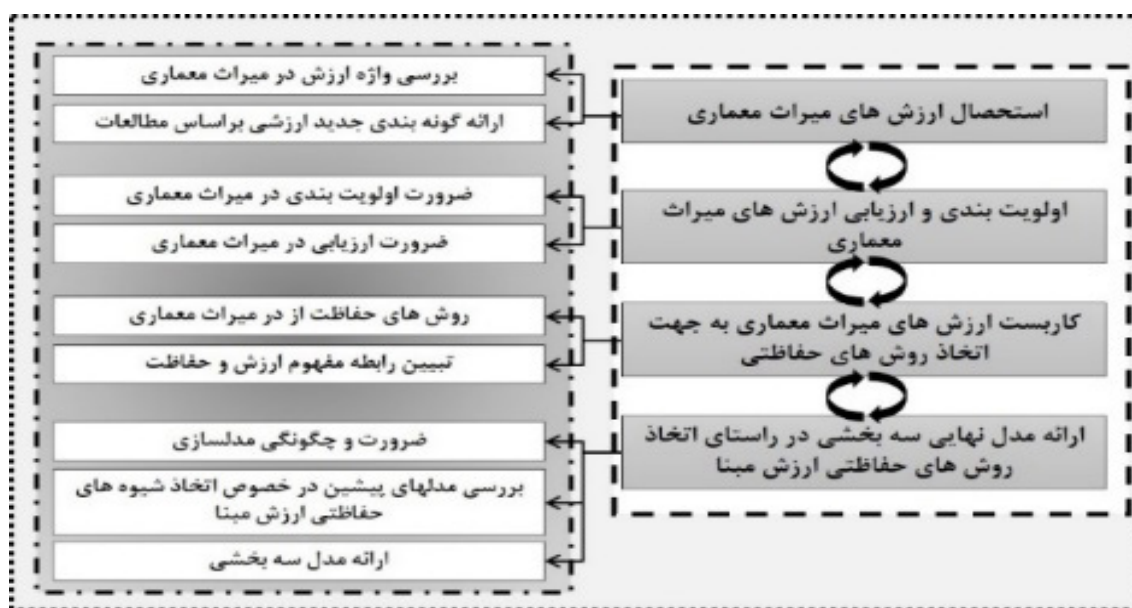 استحصال ارزش های میراث معماری
بررسی واژه ارزش در میراث معماری
ارائه گونه بندی جدید ارزشی براساس مطالعات
اولویت بندی و ارزیابی ارزش های میراث
معماری
ضرورت اولویت بندی در میراث معماری
ضرورت ارزیابی در میراث معماری
کاربست ارزش های میراث معماری به جهت
اتخاذ روش های حفاظتی
روش های حفاظت از در میراث معماری
تبیین رابطه مفهوم ارزش و حفاظت
ارائه مدل نهایی سه بخشی در راستای اتخاذ
روش های حفاظتی ارزش مبنا
ضرورت و چگونگی مدلسازی
بررسی مدلهای پیشین در خصوص اتخاذ شیوه های
حفاظتی ارزش مبنا
ارائه مدل سه بخشی